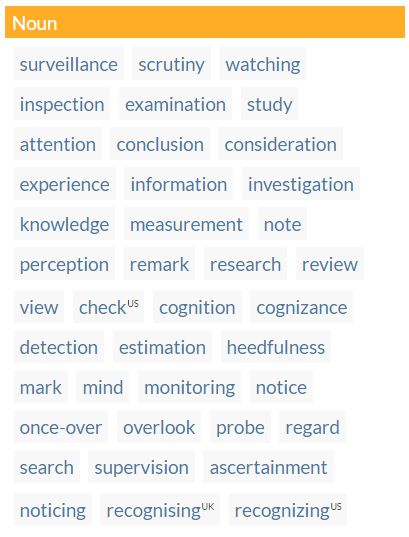 Noun
surveillance scrutiny watching
inspection examination study
attention conclusion consideration
experience information investigation
knowledge measurement note
perception remark research review
view check US cognition cognizance
detection estimation heedfulness
mark mind monitoring notice
once-over overlook probe regard
search supervision ascertainment
noticing recognising UK recognizing US